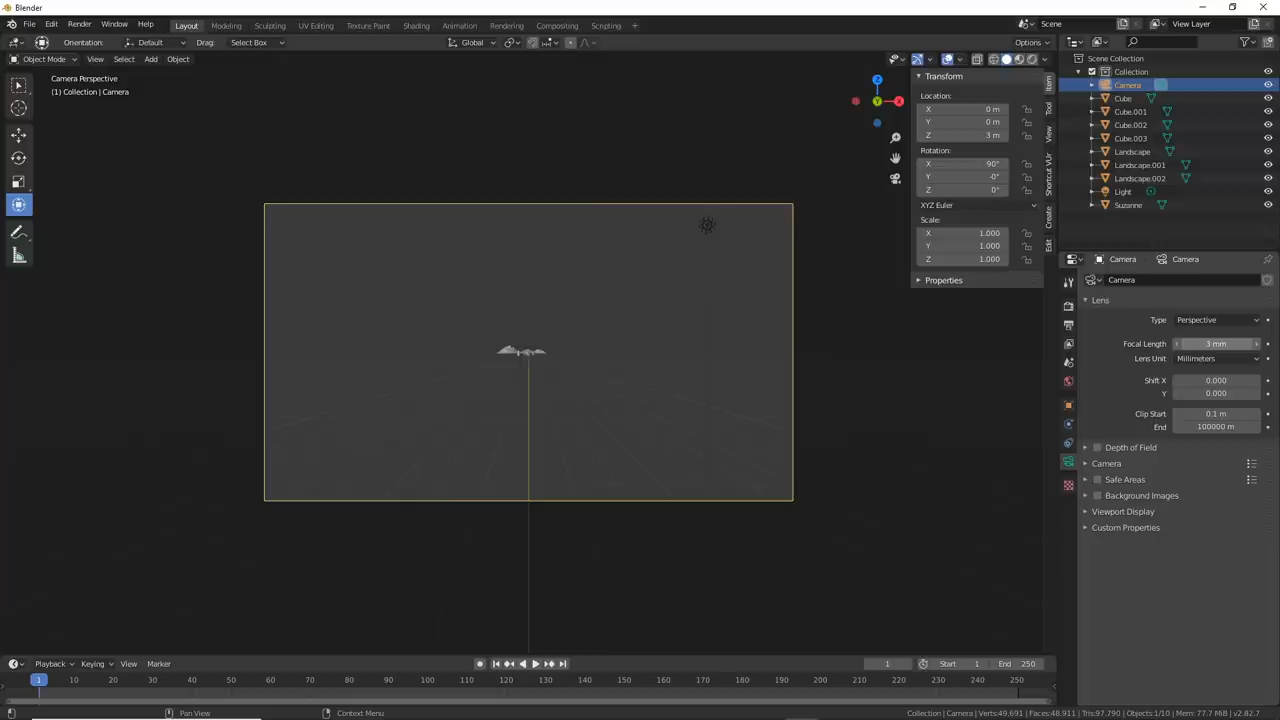 Blender
File Edit Render Window Help Layout Modeling Sculpting UV Editing Texture Paint Shading Animation Rendering Compositing Scripting + Scene View Layer
Orientation: Default Drag: Select Box Global Options
Object Mode View Select Add Object
Camera Perspective
(1) Collection | Camera
Z
Y
X
Transform
Location:
X 0 m
Y 0 m
Z 3 m
Rotation:
X 90°
Y -0°
Z 0°
XYZ Euler
Scale:
X 1.000
Y 1.000
Z 1.000
Properties
Item
Tool
View
Shortcut VUr
Create
Edit
Scene Collection
Collection
Camera
Cube
Cube.001
Cube.002
Cube.003
Landscape
Landscape.001
Landscape.002
Light
Suzanne
Camera Camera
Camera
Lens
Type Perspective
Focal Length 3 mm
Lens Unit Millimeters
Shift X 0.000
Y 0.000
Clip Start 0.1 m
End 100000 m
Depth of Field
Camera
Safe Areas
Background Images
Viewport Display
Custom Properties
Playback Keying View Marker 1 Start 1 End 250
1 10 20 30 40 50 60 70 80 90 100 110 120 130 140 150 160 170 180 190 200 210 220 230 240 250
Pan View Context Menu Collection | Camera | Verts:49,691 | Faces:48,911 | Tris:97,790 | Objects:1/10 | Mem: 77.7 MiB | v2.82.7